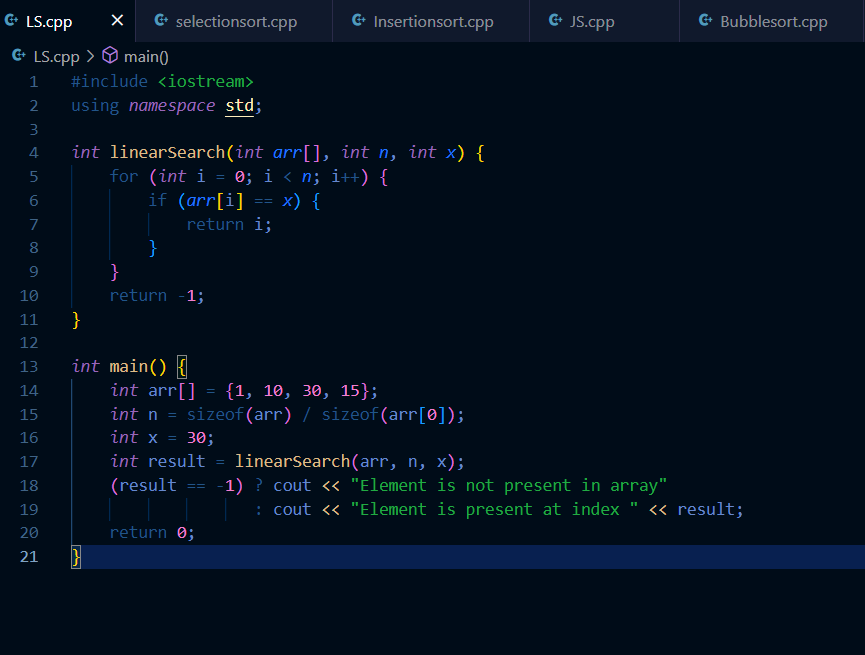 LS.cpp selectionsort.cpp Insertionsort.cpp JS.cpp Bubblesort.cpp
LS.cpp > main()
1 #include <iostream>
2 using namespace std;
3
4 int linearSearch(int arr[], int n, int x) {
5     for (int i = 0; i < n; i++) {
6         if (arr[i] == x) {
7             return i;
8         }
9     }
10     return -1;
11 }
12
13 int main() {
14     int arr[] = {1, 10, 30, 15};
15     int n = sizeof(arr) / sizeof(arr[0]);
16     int x = 30;
17     int result = linearSearch(arr, n, x);
18     (result == -1) ? cout << "Element is not present in array"
19                    : cout << "Element is present at index " << result;
20     return 0;
21 }